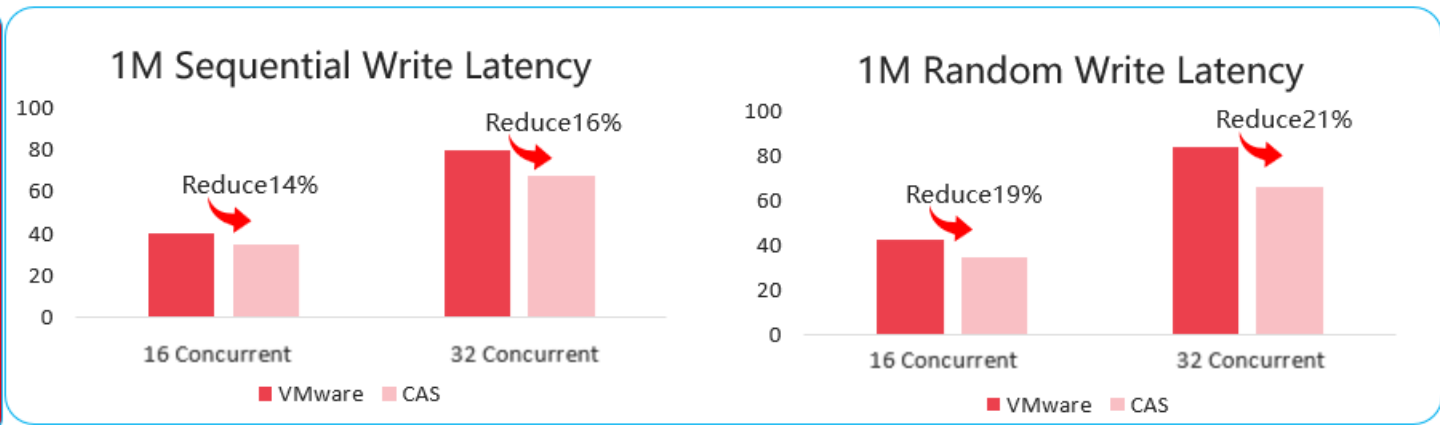 1M Sequential Write Latency
100
80
60
40
20
0
Reduce14%
Reduce16%
16 Concurrent
32 Concurrent
VMware CAS
1M Random Write Latency
100
80
60
40
20
0
Reduce19%
Reduce21%
16 Concurrent
32 Concurrent
VMware CAS